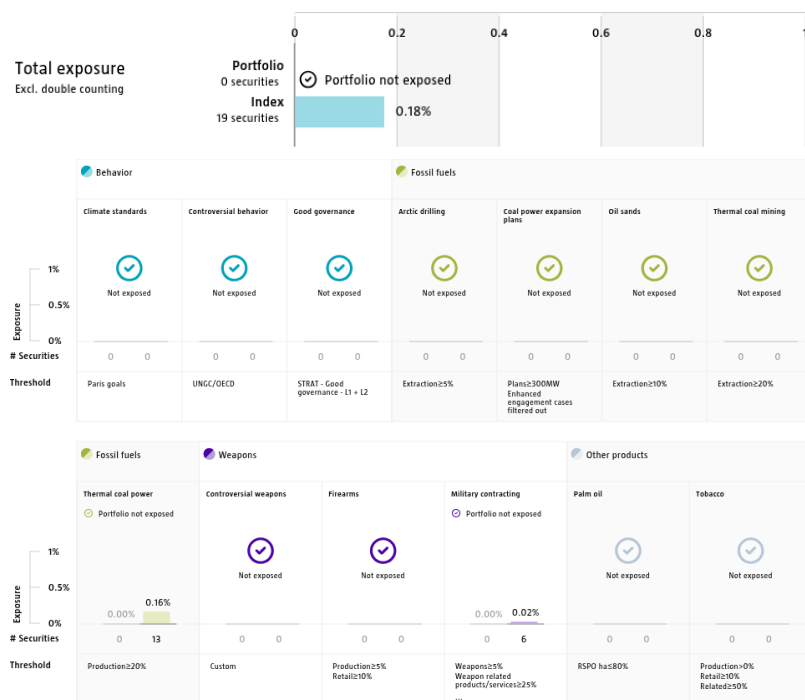 0 0.2 0.4 0.6 0.8 1
Total exposure
Excl. double counting
Portfolio
0 securities
Portfolio not exposed
Index
19 securities
0.18%
Behavior
Fossil fuels
Climate standards
Controversial behavior
Good governance
Arctic drilling
Coal power expansion
plans
Oil sands
Thermal coal mining
Exposure
1%
0.5%
0%
Not exposed
Not exposed
Not exposed
Not exposed
Not exposed
Not exposed
Not exposed
# Securities
0 0 0 0 0 0 0 0 0 0 0 0 0 0
Threshold
Paris goals
UNGC/OECD
STRAT - Good
governance - L1 + L2
Extraction≥5%
Plans≥300MW
Enhanced
engagement cases
filtered out
Extraction≥10%
Extraction≥20%
Fossil fuels
Weapons
Other products
Thermal coal power
Controversial weapons
Firearms
Military contracting
Palm oil
Tobacco
Portfolio not exposed
Portfolio not exposed
Exposure
1%
0.5%
0%
Not exposed
Not exposed
Not exposed
Not exposed
0.00% 0.16%
0.00% 0.02%
# Securities
0 13 0 0 0 0 0 6 0 0 0 0
Threshold
Production≥20%
Custom
Production≥5%
Retail≥10%
Weapons≥5%
Weapon related
products/services≥25%
RSPO ha≤80%
Production>0%
Retail≥10%
Related≥50%